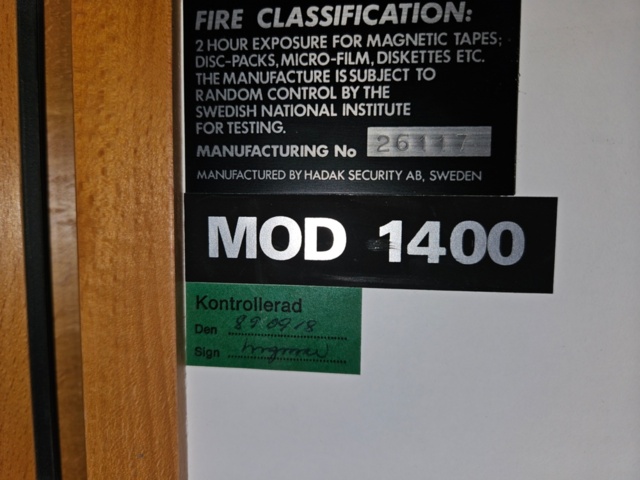 FIRE CLASSIFICATION:
2 HOUR EXPOSURE FOR MAGNETIC TAPES;
DISC-PACKS, MICRO-FILM, DISKETTES ETC.
THE MANUFACTURE IS SUBJECT TO
RANDOM CONTROL BY THE
SWEDISH NATIONAL INSTITUTE
FOR TESTING.
MANUFACTURING No
MANUFACTURED BY HADAK SECURITY AB, SWEDEN
MOD 1400
Kontrollerad
Den 890918
Sign